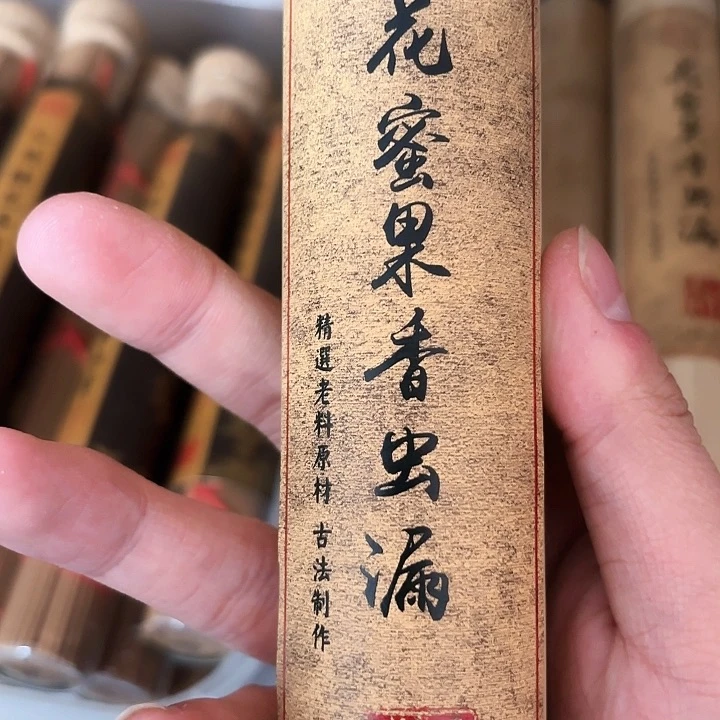 花蜜果香虫漏
精選老料原材 古法制作